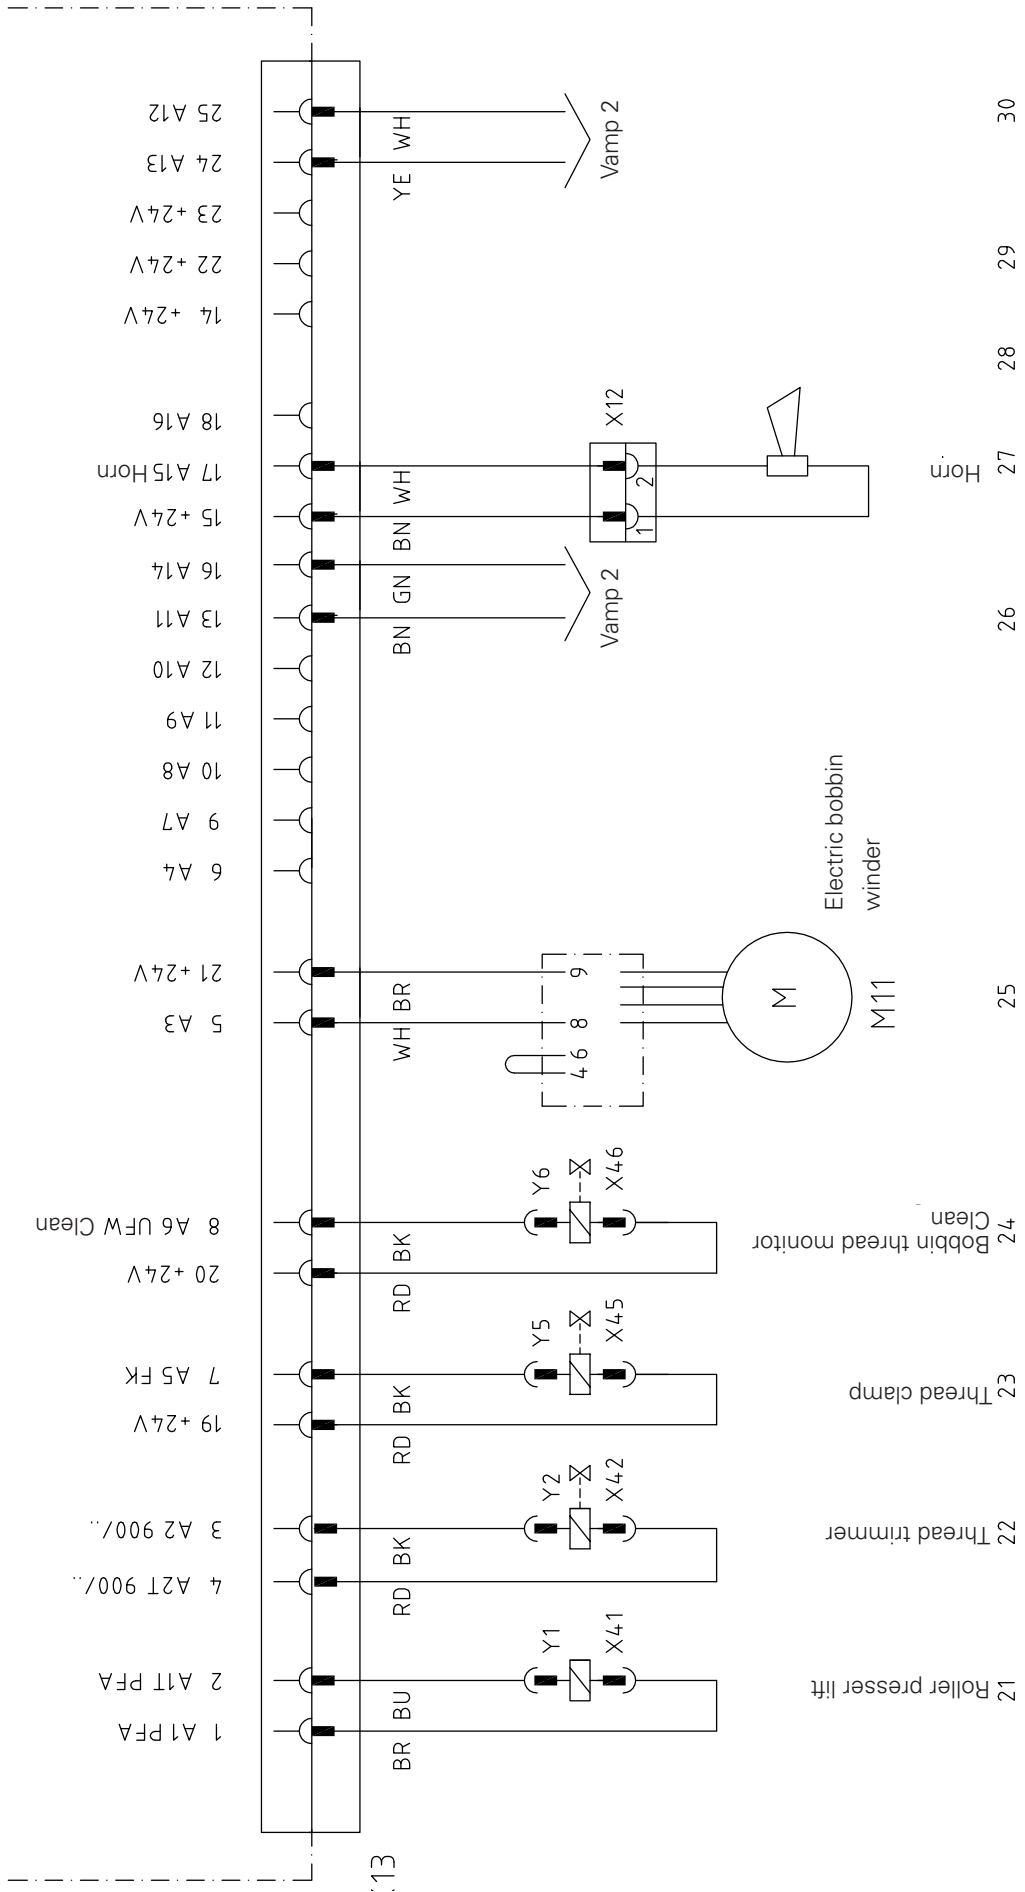 25 A12
24 A13
23 +24V
22 +24V
14 +24V
18 A16
17 A15 Horn
15 +24V
16 A14
13 A11
12 A10
11 A9
10 A8
9 A7
6 A4
21 +24V
5 A3
8 A6 UFW Clean
20 +24V
7 A5 FK
19 +24V
3 A2 900/..
4 A2T 900/..
2 A1T PFA
1 A1 PFA
WH
YE
WH
BN
GN
BN
BR
WH
BK
RD
BK
RD
BK
RD
BU
BR
13
Vamp 2
X12
2
1
Vamp 2
9
8
4 6
M
M11
Electric bobbin
winder
Y6
X46
Y5
X45
Y2
X42
Y1
X41
Horn
Bobbin thread monitor
Clean
Thread clamp
Thread trimmer
Roller presser lift
30
29
28
27
26
25
24
23
22
21